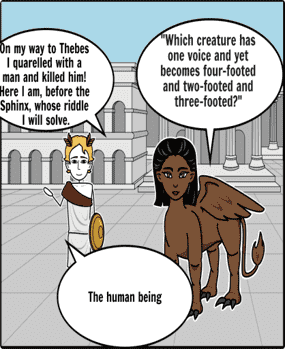 On my way to Thebes
I quarelled with a
man and killed him!
Here I am, before the
Sphinx, whose riddle
I will solve.
"Which creature has
one voice and yet
becomes four-footed
and two-footed and
three-footed?"
The human being